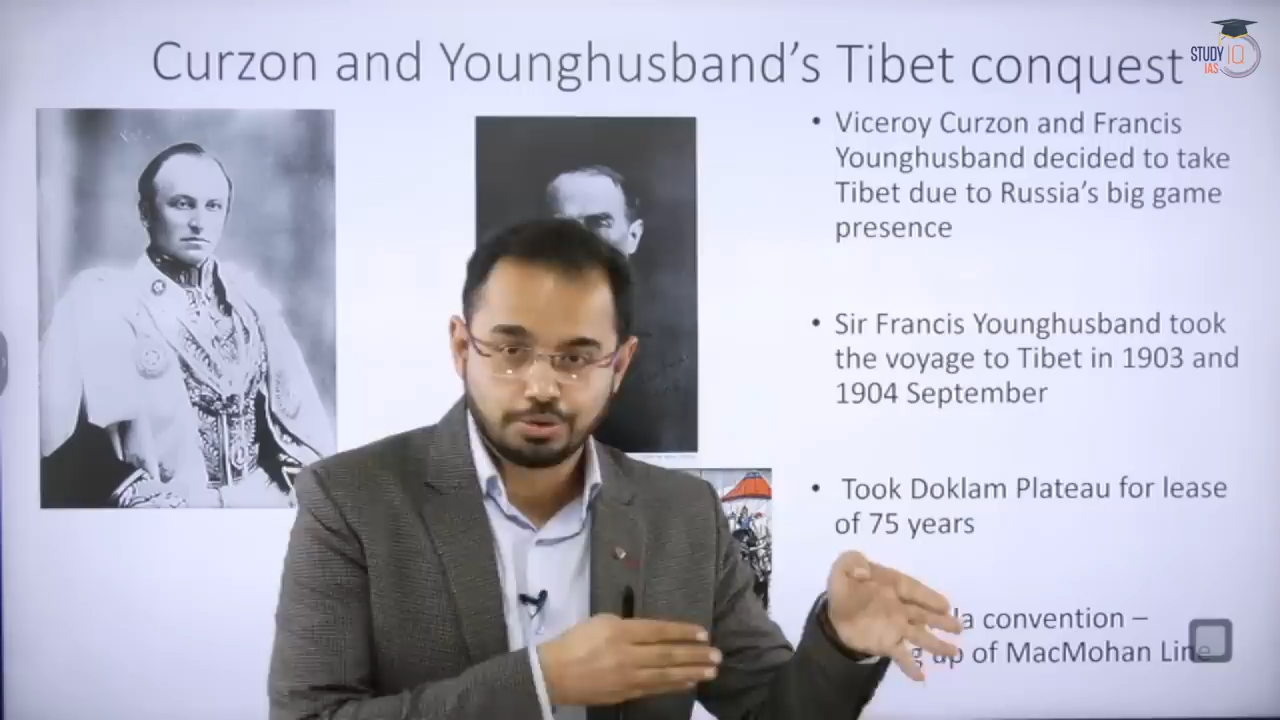 Curzon and Younghusband's Tibet conquest
STUDY IQ
IAS
• Viceroy Curzon and Francis
Younghusband decided to take
Tibet due to Russia's big game
presence
• Sir Francis Younghusband took
the voyage to Tibet in 1903 and
1904 September
• Took Doklam Plateau for lease
of 75 years
convention –
up of MacMohan Line